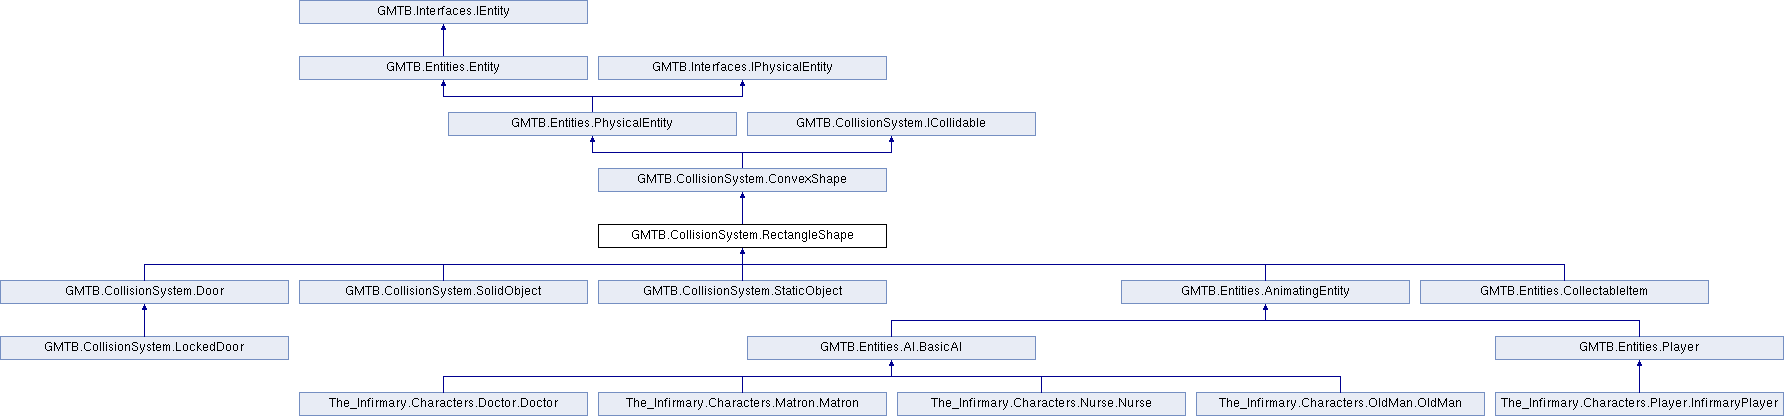 GMTB.Interfaces.IEntity
GMTB.Entities.Entity
GMTB.Interfaces.IPhysicalEntity
GMTB.Entities.PhysicalEntity
GMTB.CollisionSystem.ICollidable
GMTB.CollisionSystem.ConvexShape
GMTB.CollisionSystem.RectangleShape
GMTB.CollisionSystem.Door
GMTB.CollisionSystem.SolidObject
GMTB.CollisionSystem.StaticObject
GMTB.Entities.AnimatingEntity
GMTB.Entities.CollectableItem
GMTB.CollisionSystem.LockedDoor
GMTB.Entities.AI.BasicAI
GMTB.Entities.Player
The_Infirmary.Characters.Doctor.Doctor
The_Infirmary.Characters.Matron.Matron
The_Infirmary.Characters.Nurse.Nurse
The_Infirmary.Characters.OldMan.OldMan
The_Infirmary.Characters.Player.InfirmaryPlayer